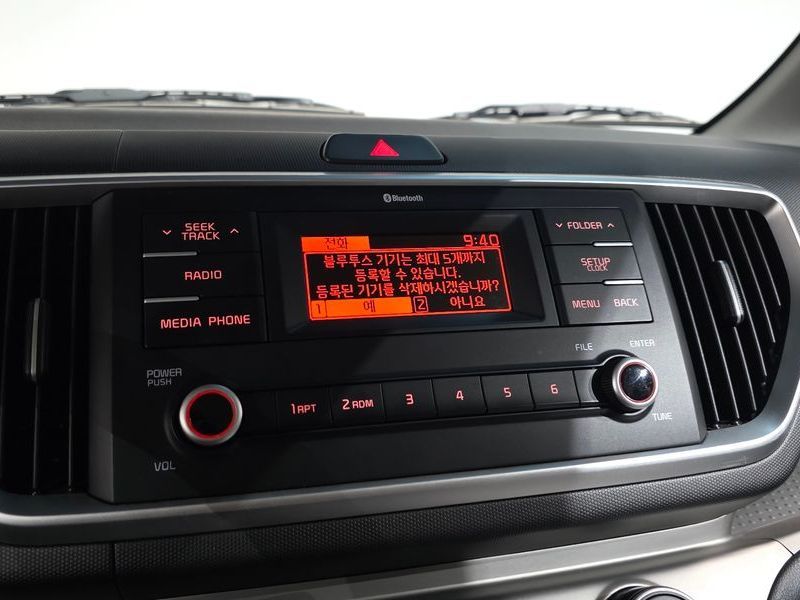 Bluetooth
SEEK
TRACK
RADIO
MEDIA PHONE
전화 9:40
블루투스 기기는 최대 5개까지
등록할 수 있습니다.
등록된 기기를 삭제하시겠습니까?
1 예 2 아니요
FOLDER
SETUP
CLOCK
MENU BACK
POWER
PUSH
VOL
1 RPT 2 RDM 3 4 5 6
FILE ENTER
TUNE